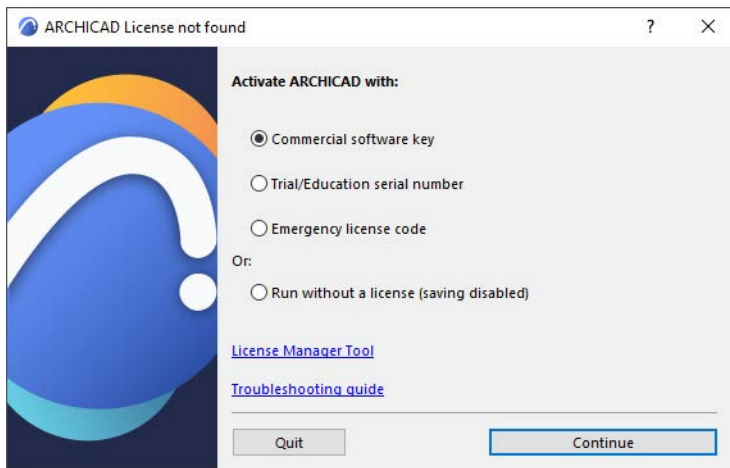 ARCHICAD License not found
Activate ARCHICAD with:
Commercial software key
Trial/Education serial number
Emergency license code
Or:
Run without a license (saving disabled)
License Manager Tool
Troubleshooting guide
Quit Continue